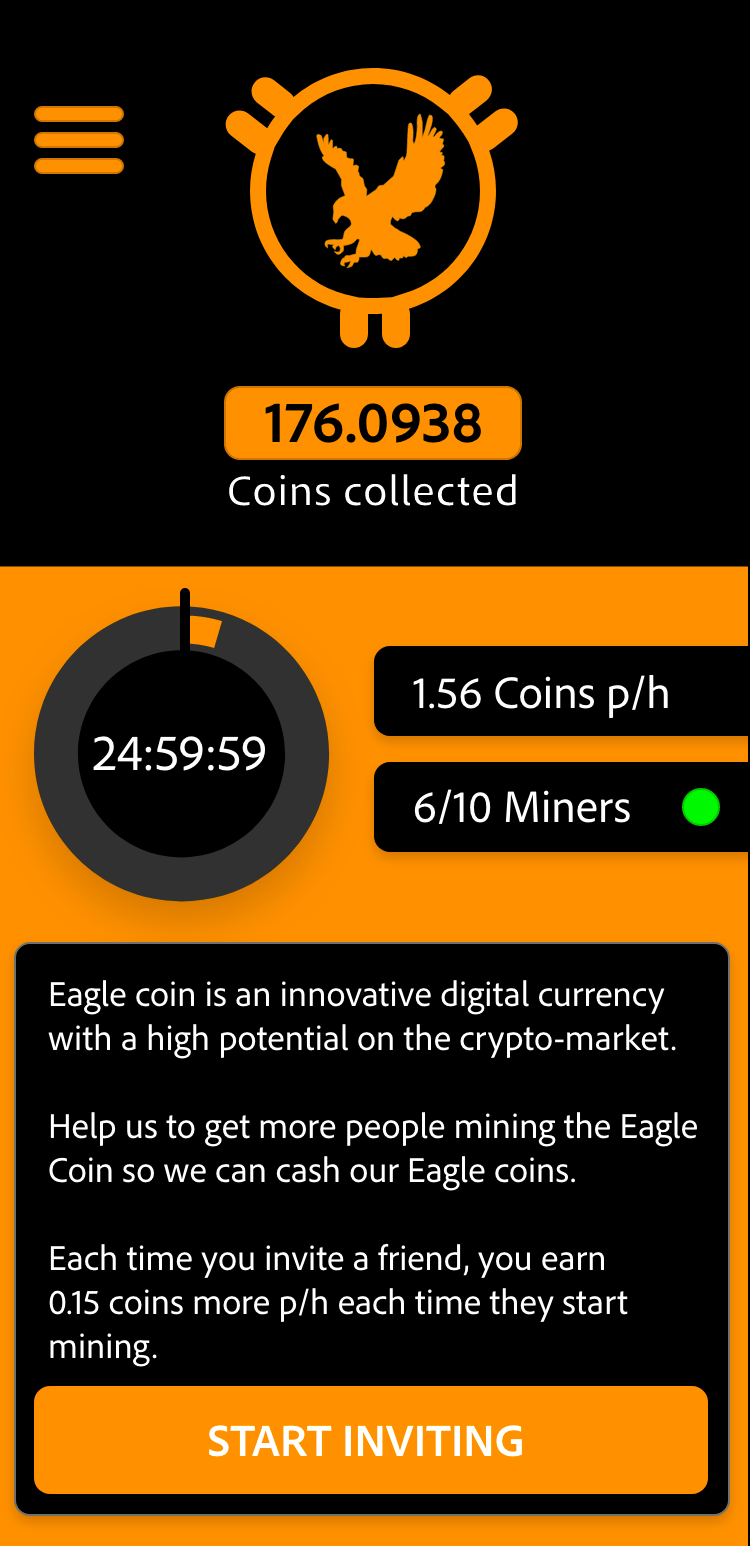 176.0938
Coins collected
24:59:59
1.56 Coins p/h
6/10 Miners
Eagle coin is an innovative digital currency
with a high potential on the crypto-market.
Help us to get more people mining the Eagle
Coin so we can cash our Eagle coins.
Each time you invite a friend, you earn
0.15 coins more p/h each time they start
mining.
START INVITING